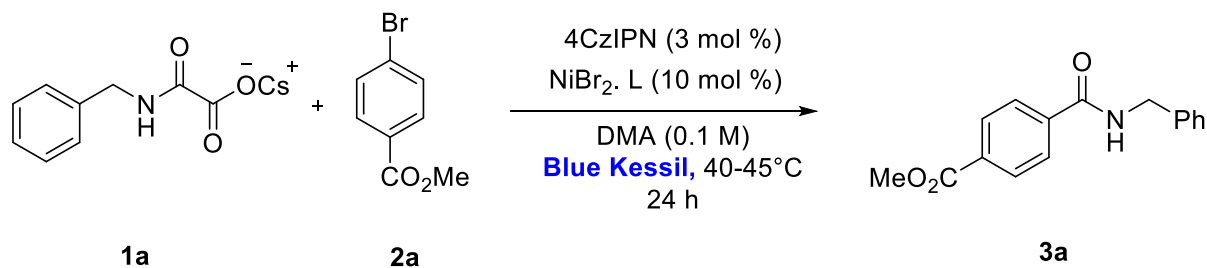 O
O
−
OCs
+
N
H
O
1a
+
Br
CO₂Me
2a
4CzIPN (3 mol %)
NiBr₂. L (10 mol %)
DMA (0.1 M)
Blue Kessil, 40-45°C
24 h
O
N
H
Ph
MeO₂C
3a